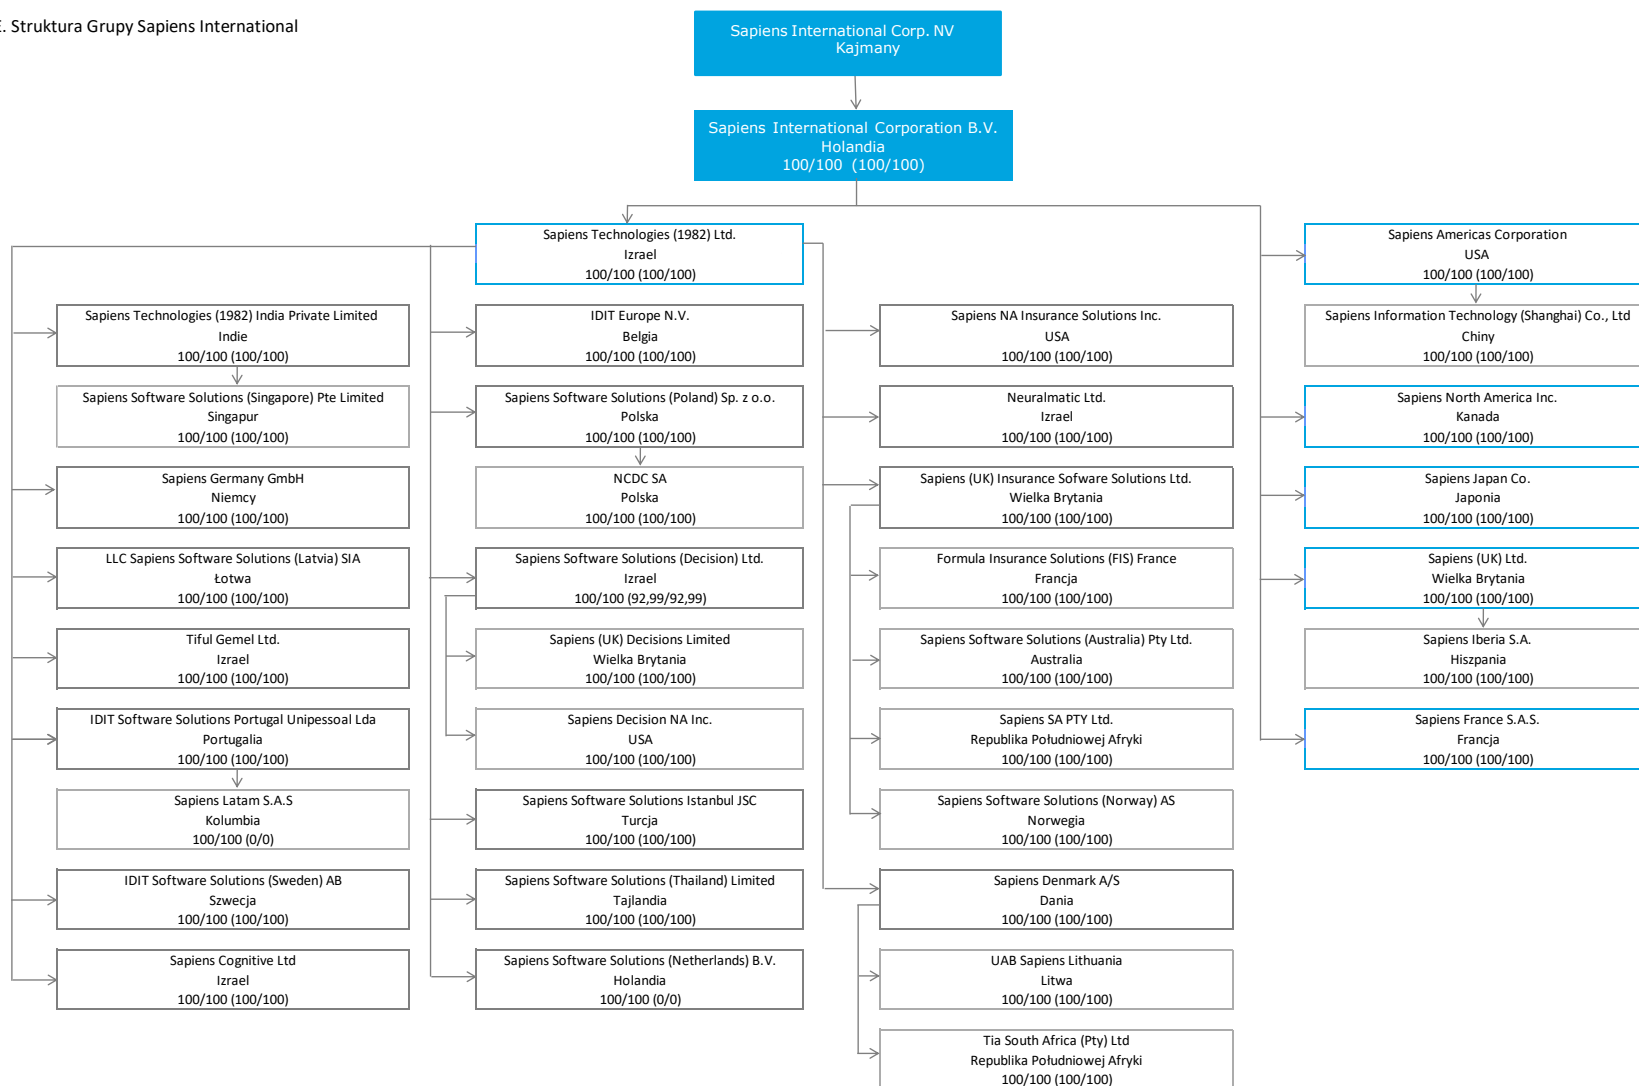 E. Struktura Grupy Sapiens International
Sapiens International Corp. NV
Kajmany
Sapiens International Corporation B.V.
Holandia
100/100 (100/100)
Sapiens Technologies (1982) Ltd.
Izrael
100/100 (100/100)
Sapiens Americas Corporation
USA
100/100 (100/100)
Sapiens Technologies (1982) India Private Limited
Indie
100/100 (100/100)
IDIT Europe N.V.
Belgia
100/100 (100/100)
Sapiens NA Insurance Solutions Inc.
USA
100/100 (100/100)
Sapiens Information Technology (Shanghai) Co., Ltd
Chiny
100/100 (100/100)
Sapiens Software Solutions (Singapore) Pte Limited
Singapur
100/100 (100/100)
Sapiens Software Solutions (Poland) Sp. z o.o.
Polska
100/100 (100/100)
Neuralmatic Ltd.
Izrael
100/100 (100/100)
Sapiens North America Inc.
Kanada
100/100 (100/100)
Sapiens Germany GmbH
Niemcy
100/100 (100/100)
NCDC SA
Polska
100/100 (100/100)
Sapiens (UK) Insurance Sofware Solutions Ltd.
Wielka Brytania
100/100 (100/100)
Sapiens Japan Co.
Japonia
100/100 (100/100)
LLC Sapiens Software Solutions (Latvia) SIA
Łotwa
100/100 (100/100)
Sapiens Software Solutions (Decision) Ltd.
Izrael
100/100 (92,99/92,99)
Formula Insurance Solutions (FIS) France
Francja
100/100 (100/100)
Sapiens (UK) Ltd.
Wielka Brytania
100/100 (100/100)
Tiful Gemel Ltd.
Izrael
100/100 (100/100)
Sapiens (UK) Decisions Limited
Wielka Brytania
100/100 (100/100)
Sapiens Software Solutions (Australia) Pty Ltd.
Australia
100/100 (100/100)
Sapiens Iberia S.A.
Hiszpania
100/100 (100/100)
IDIT Software Solutions Portugal Unipessoal Lda
Portugalia
100/100 (100/100)
Sapiens Decision NA Inc.
USA
100/100 (100/100)
Sapiens SA PTY Ltd.
Republika Południowej Afryki
100/100 (100/100)
Sapiens France S.A.S.
Francja
100/100 (100/100)
Sapiens Latam S.A.S
Kolumbia
100/100 (0/0)
Sapiens Software Solutions Istanbul JSC
Turcja
100/100 (100/100)
Sapiens Software Solutions (Norway) AS
Norwegia
100/100 (100/100)
IDIT Software Solutions (Sweden) AB
Szwecja
100/100 (100/100)
Sapiens Software Solutions (Thailand) Limited
Tajlandia
100/100 (100/100)
Sapiens Denmark A/S
Dania
100/100 (100/100)
Sapiens Cognitive Ltd
Izrael
100/100 (100/100)
Sapiens Software Solutions (Netherlands) B.V.
Holandia
100/100 (0/0)
UAB Sapiens Lithuania
Litwa
100/100 (100/100)
Tia South Africa (Pty) Ltd
Republika Południowej Afryki
100/100 (100/100)